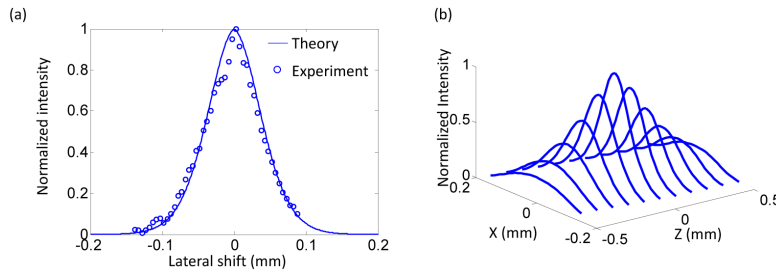 (a)
1
0.8
0.6
0.4
0.2
0
-0.2
-0.1
0
0.1
0.2
Normalized intensity
Lateral shift (mm)
Theory
Experiment
(b)
1
0.5
0
Normalized Intensity
0.2
0
-0.2
X (mm)
-0.5
0
0.5
Z (mm)